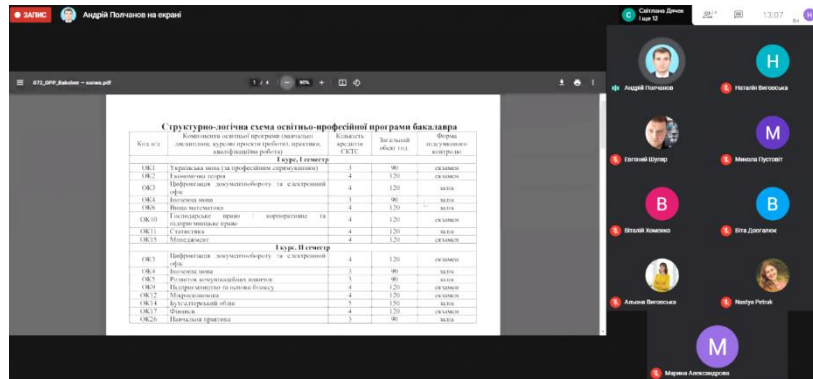 ЗАПИС
Андрій Полчанов на екрані
Світлана Дячек
і ще 12
13:07
072_ОПР_Bakalavr – копия.pdf
1 / 4
90%
Структурно-логічна схема освітньо-професійної програми бакалавра
Код н/д
Компоненти освітньої програми (навчальні дисципліни, курсові проекти (роботи), практики, кваліфікаційна робота)
Кількість кредитів ЄКТС
Загальний обсяг год.
Форма підсумкового контролю
І курс, І семестр
ОК1 Українська мова (за професійним спрямуванням) 3 90 екзамен
ОК2 Економічна теорія 4 120 екзамен
ОК3 Цифровізація документообороту та електронний офіс 4 120 залік
ОК4 Іноземна мова 3 90 залік
ОК6 Вища математика 4 120 залік
ОК10 Господарське право / корпоративне та підприємницьке право 4 120 екзамен
ОК11 Статистика 4 120 залік
ОК15 Менеджмент 4 120 екзамен
І курс, ІІ семестр
ОК3 Цифровізація документообороту та електронний офіс 4 120 екзамен
ОК4 Іноземна мова 3 90 залік
ОК5 Розвиток комунікаційних навичок 3 90 залік
ОК9 Підприємництво та основи бізнесу 4 120 екзамен
ОК12 Мікроекономіка 4 120 екзамен
ОК14 Бухгалтерський облік 5 150 залік
ОК17 Фінанси 4 120 екзамен
ОК26 Навчальна практика 3 90 залік
Андрій Полчанов
Н
Наталія Виговська
Євгеній Шуляр
М
Микола Пустовіт
В
Віталій Хоменко
В
Віта Довгалюк
Альона Виговська
Nastya Petruk
М
Марина Александрова